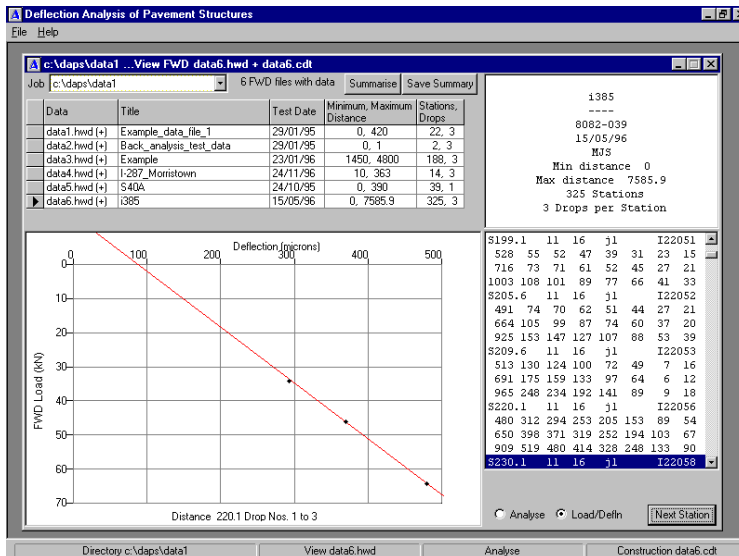 Deflection Analysis of Pavement Structures
File Help
c:\daps\data1 ...View FWD data6.hwd + data6.cdt
Job c:\daps\data1 6 FWD files with data Summarise Save Summary
Data Title Test Date Minimum, Maximum Distance Stations, Drops
data1.hwd (+) Example_data_file_1 29/01/95 0, 420 22, 3
data2.hwd (+) Back_analysis_test_data 29/01/95 0, 1 2, 3
data3.hwd (+) Example 23/01/96 1450, 4800 188, 3
data4.hwd (+) I-287_Morristown 24/11/96 10, 363 14, 3
data5.hwd (+) S40A 24/10/95 0, 390 39, 1
data6.hwd (+) i385 15/05/96 0, 7585.9 325, 3
i385
----
8082-039
15/05/96
MJS
Min distance 0
Max distance 7585.9
325 Stations
3 Drops per Station
Deflection (microns)
0 100 200 300 400 500
0
10
20
30
40
50
60
70
FWD Load (kN)
Distance 220.1 Drop Nos. 1 to 3
S199.1 11 16 j1 I22051
528 55 52 47 39 31 23 15
716 73 71 61 52 45 27 21
1003 108 101 89 77 66 41 33
S205.6 11 16 j1 I22052
491 74 70 62 51 44 27 21
664 105 99 87 74 60 37 20
925 153 147 127 107 88 53 39
S209.6 11 16 j1 I22053
513 130 124 100 72 49 7 16
691 175 159 133 97 64 6 12
965 248 234 192 141 89 9 18
S220.1 11 16 j1 I22056
480 312 294 253 205 153 89 54
650 398 371 319 252 194 103 67
909 519 480 414 328 248 133 90
S230.1 11 16 j1 I22058
Analyse Load/Defln Next Station
Directory c:\daps\data1 View data6.hwd Analyse Construction data6.cdt